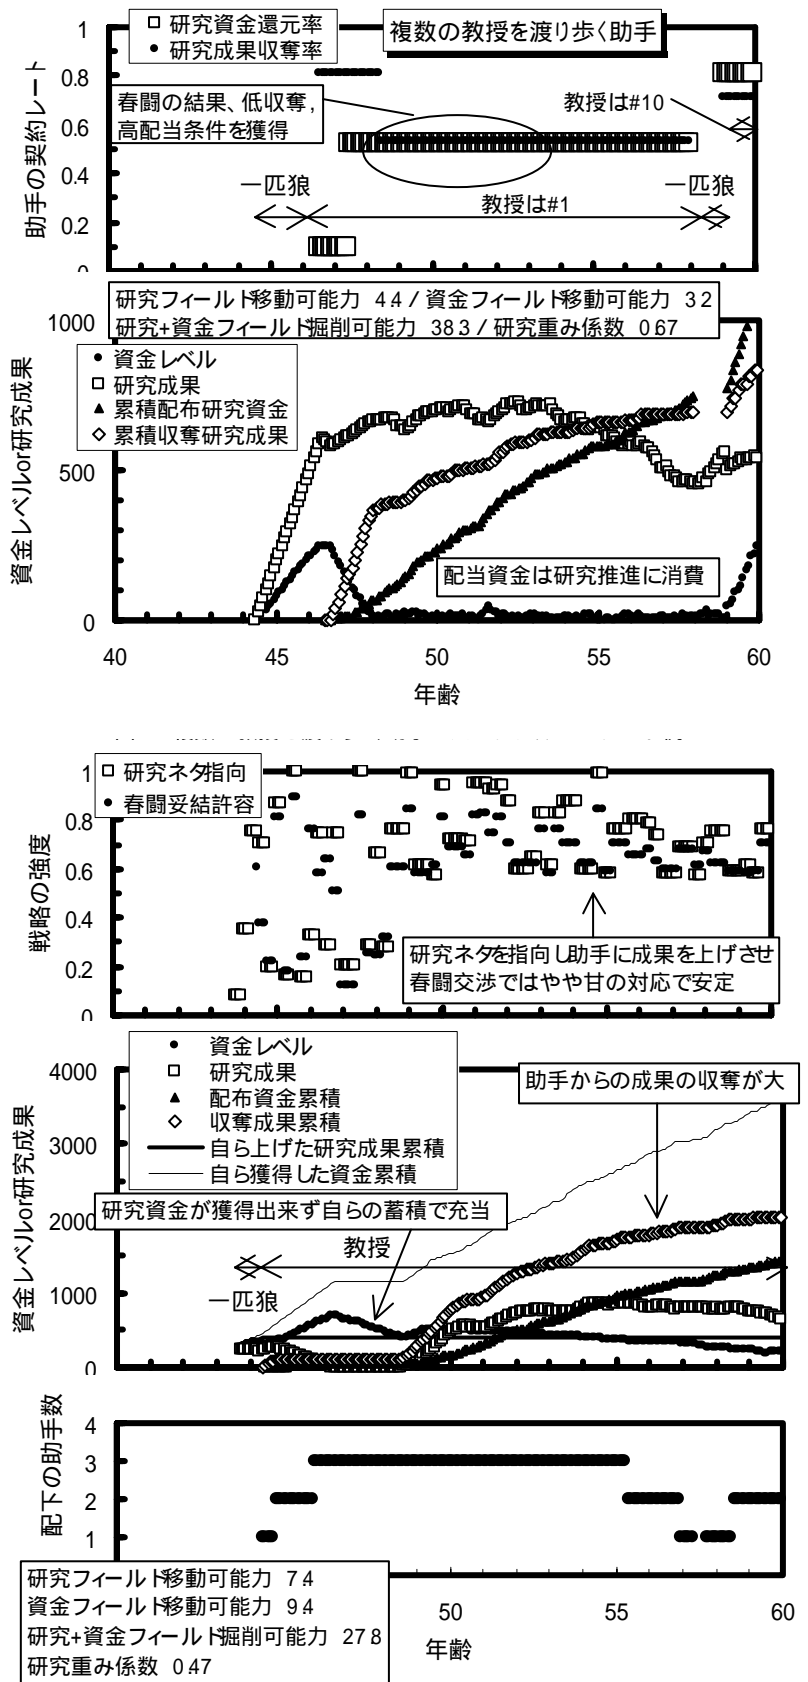 研究資金還元率
研究成果収奪率
複数の教授を渡り歩く助手
助手の契約レート
1
0.8
0.6
0.4
0.2
0
春闘の結果、低収奪，
高配当条件を獲得
教授は#10
一匹狼
教授は#1
一匹狼
40
45
50
55
60
研究フィールド移動可能力 4.4 / 資金フィールド移動可能力 3.2
研究+資金フィールド掘削可能力 38.3 / 研究重み係数 0.67
資金レベルor研究成果
1000
500
0
資金レベル
研究成果
累積配布研究資金
累積収奪研究成果
配当資金は研究推進に消費
40
45
50
55
60
年齢
研究ネタ指向
春闘妥結許容
戦略の強度
1
0.8
0.6
0.4
0.2
0
研究ネタを指向し助手に成果を上げさせ
春闘交渉ではやや甘の対応で安定
資金レベルor研究成果
4000
3000
2000
1000
0
資金レベル
研究成果
配布資金累積
収奪成果累積
自ら上げた研究成果累積
自ら獲得した資金累積
助手からの成果の収奪が大
研究資金が獲得出来ず自らの蓄積で充当
教授
一匹狼
配下の助手数
4
3
2
1
50
55
60
年齢
研究フィールド移動可能力 7.4
資金フィールド移動可能力 9.4
研究+資金フィールド掘削可能力 27.8
研究重み係数 0.47